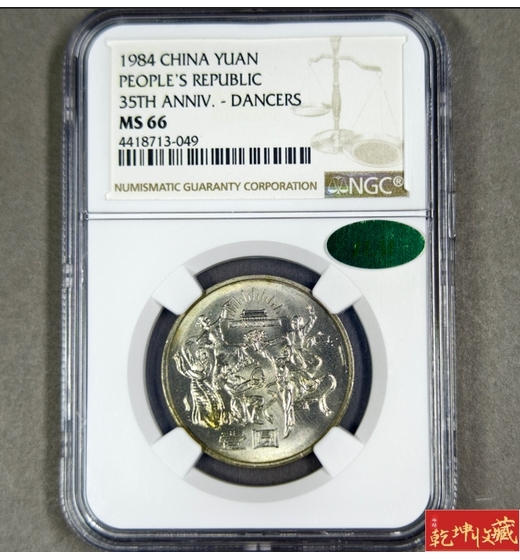 1984 CHINA YUAN
PEOPLE'S REPUBLIC
35TH ANNIV. - DANCERS
MS 66
4418713-049
NUMISMATIC GUARANTY CORPORATION
NGC®
壹圆
乾坤收藏